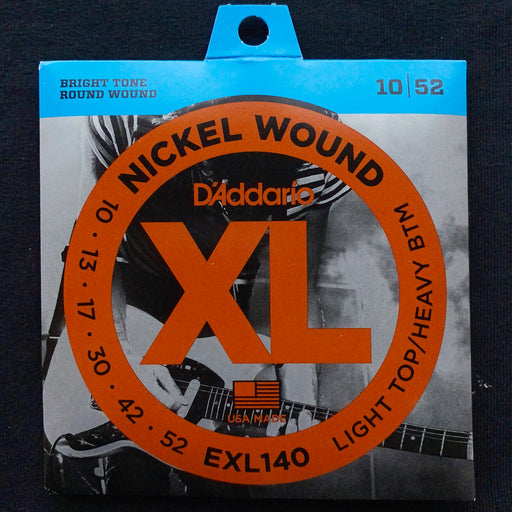 BRIGHT TONE
ROUND WOUND
10|52
NICKEL WOUND
D'Addario
XL
10 • 13 • 17 • 30 • 42 • 52
USA MADE
EXL140
LIGHT TOP/HEAVY BTM